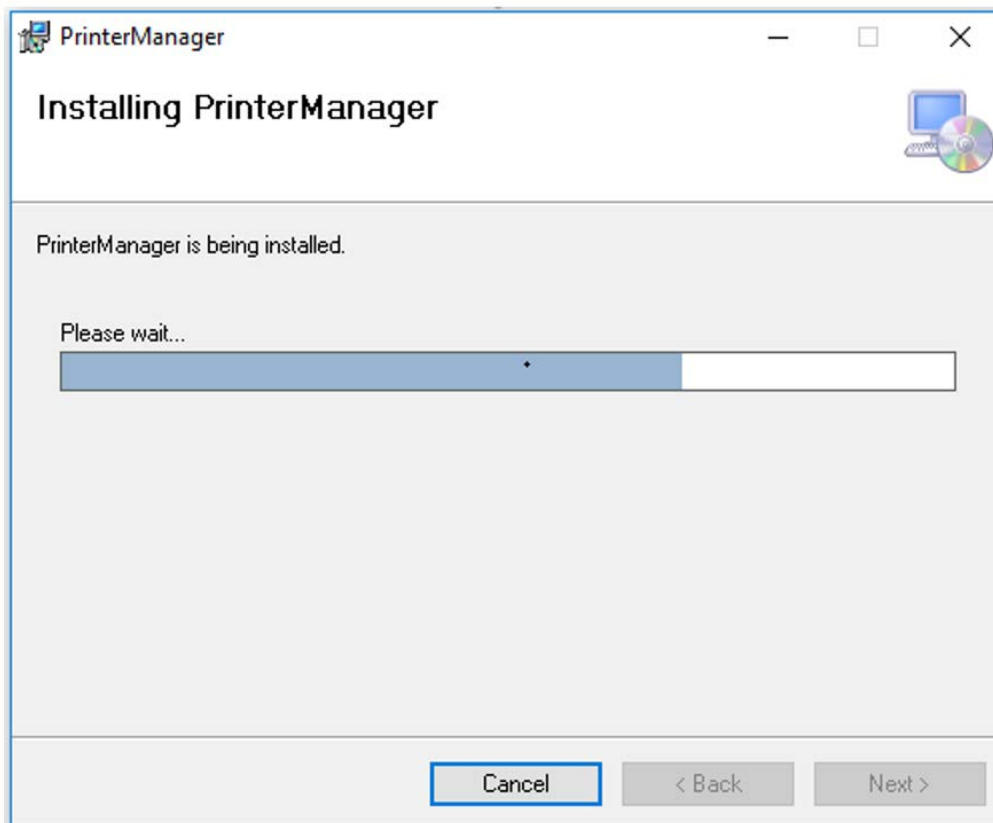 PrinterManager
Installing PrinterManager
PrinterManager is being installed.
Please wait...
Cancel
< Back
Next >